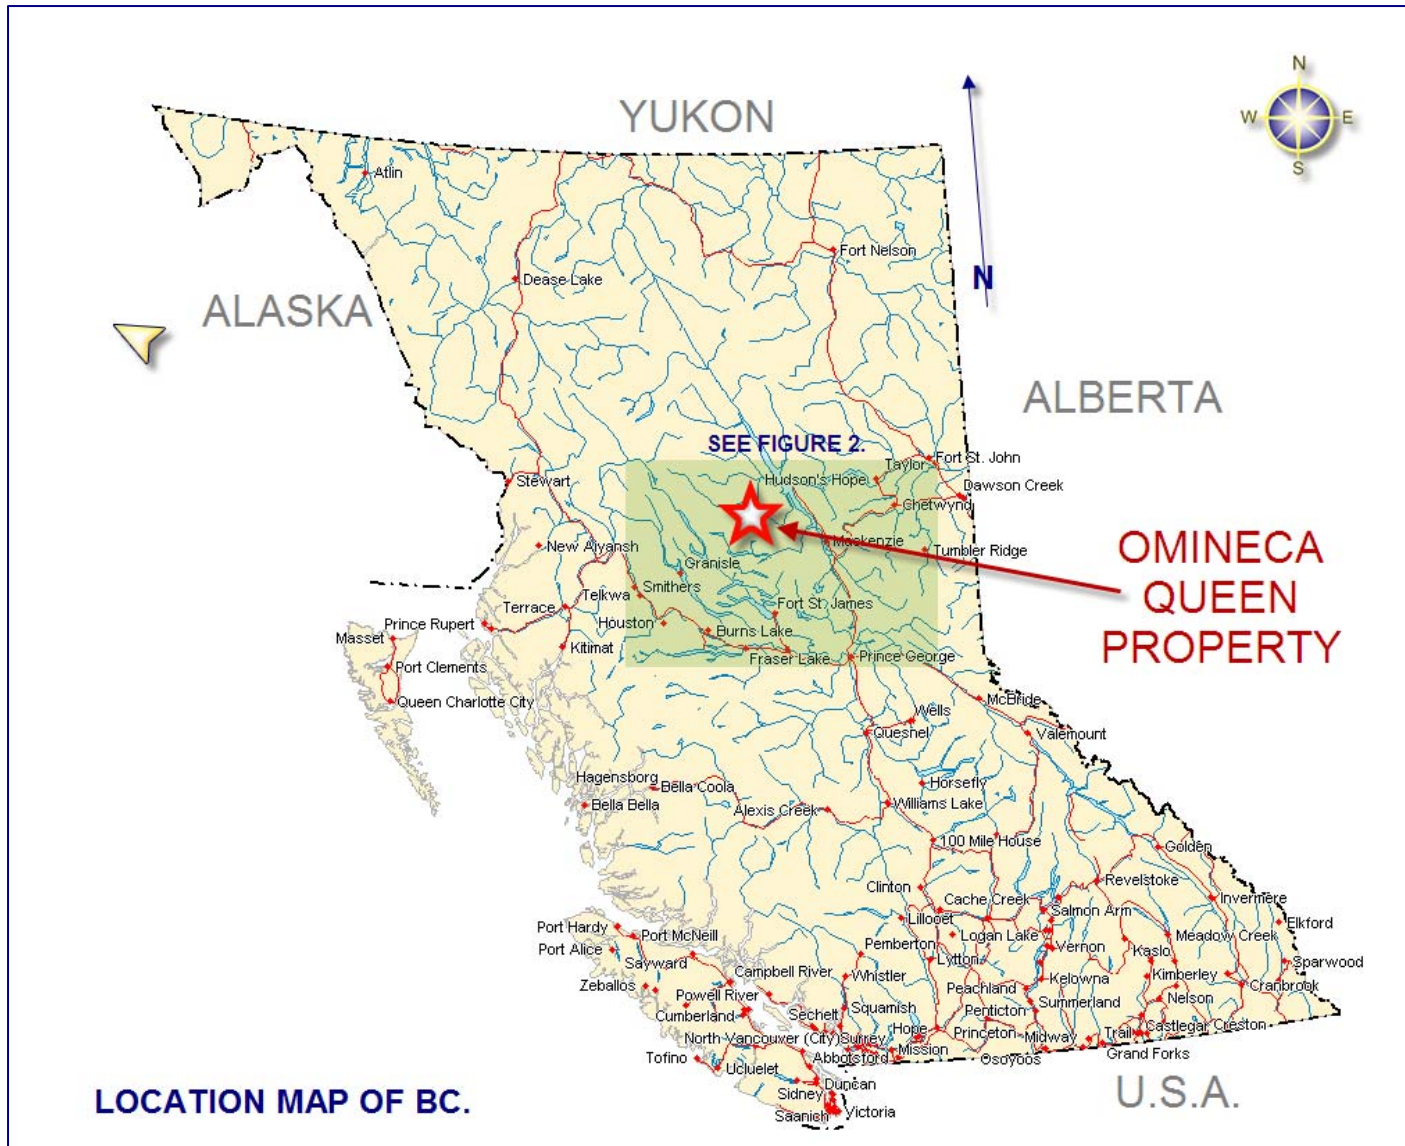 N
W E
S
YUKON
Atlin
Fort Nelson
Dease Lake
N
ALASKA
ALBERTA
SEE FIGURE 2.
Fort St. John
Taylor
Hudson's Hope
Stewart
Dawson Creek
Chetwynd
New Aiyansh
Mackenzie
Tumbler Ridge
OMINECA
QUEEN
PROPERTY
Granisle
Smithers
Telkwa
Terrace
Fort St. James
Prince Rupert
Houston
Burns Lake
Masset
Kitimat
Fraser Lake
Prince George
Port Clements
Queen Charlotte City
McBride
Wells
Quesnel
Valemount
Hagensborg
Bella Coola
Horsefly
Bella Bella
Alexis Creek
Williams Lake
100 Mile House
Golden
Clinton
Revelstoke
Cache Creek
Invermere
Lillooet
Salmon Arm
Elkford
Port Hardy
Port McNeill
Logan Lake
Meadow Creek
Port Alice
Pemberton
Vernon
Kaslo
Sayward
Lytton
Sparwood
Campbell River
Whistler
Kelowna
Kimberley
Zeballos
Peachland
Cranbrook
Powell River
Summerland
Nelson
Cumberland
Sechelt
Squamish
Penticton
Hope
Princeton
Midway
Trail
Castlegar
Creston
North Vancouver (City)
Surrey
Tofino
Abbotsford
Mission
Osoyoos
Grand Forks
Ucluelet
Sidney
Duncan
Saanich
Victoria
U.S.A.
LOCATION MAP OF BC.